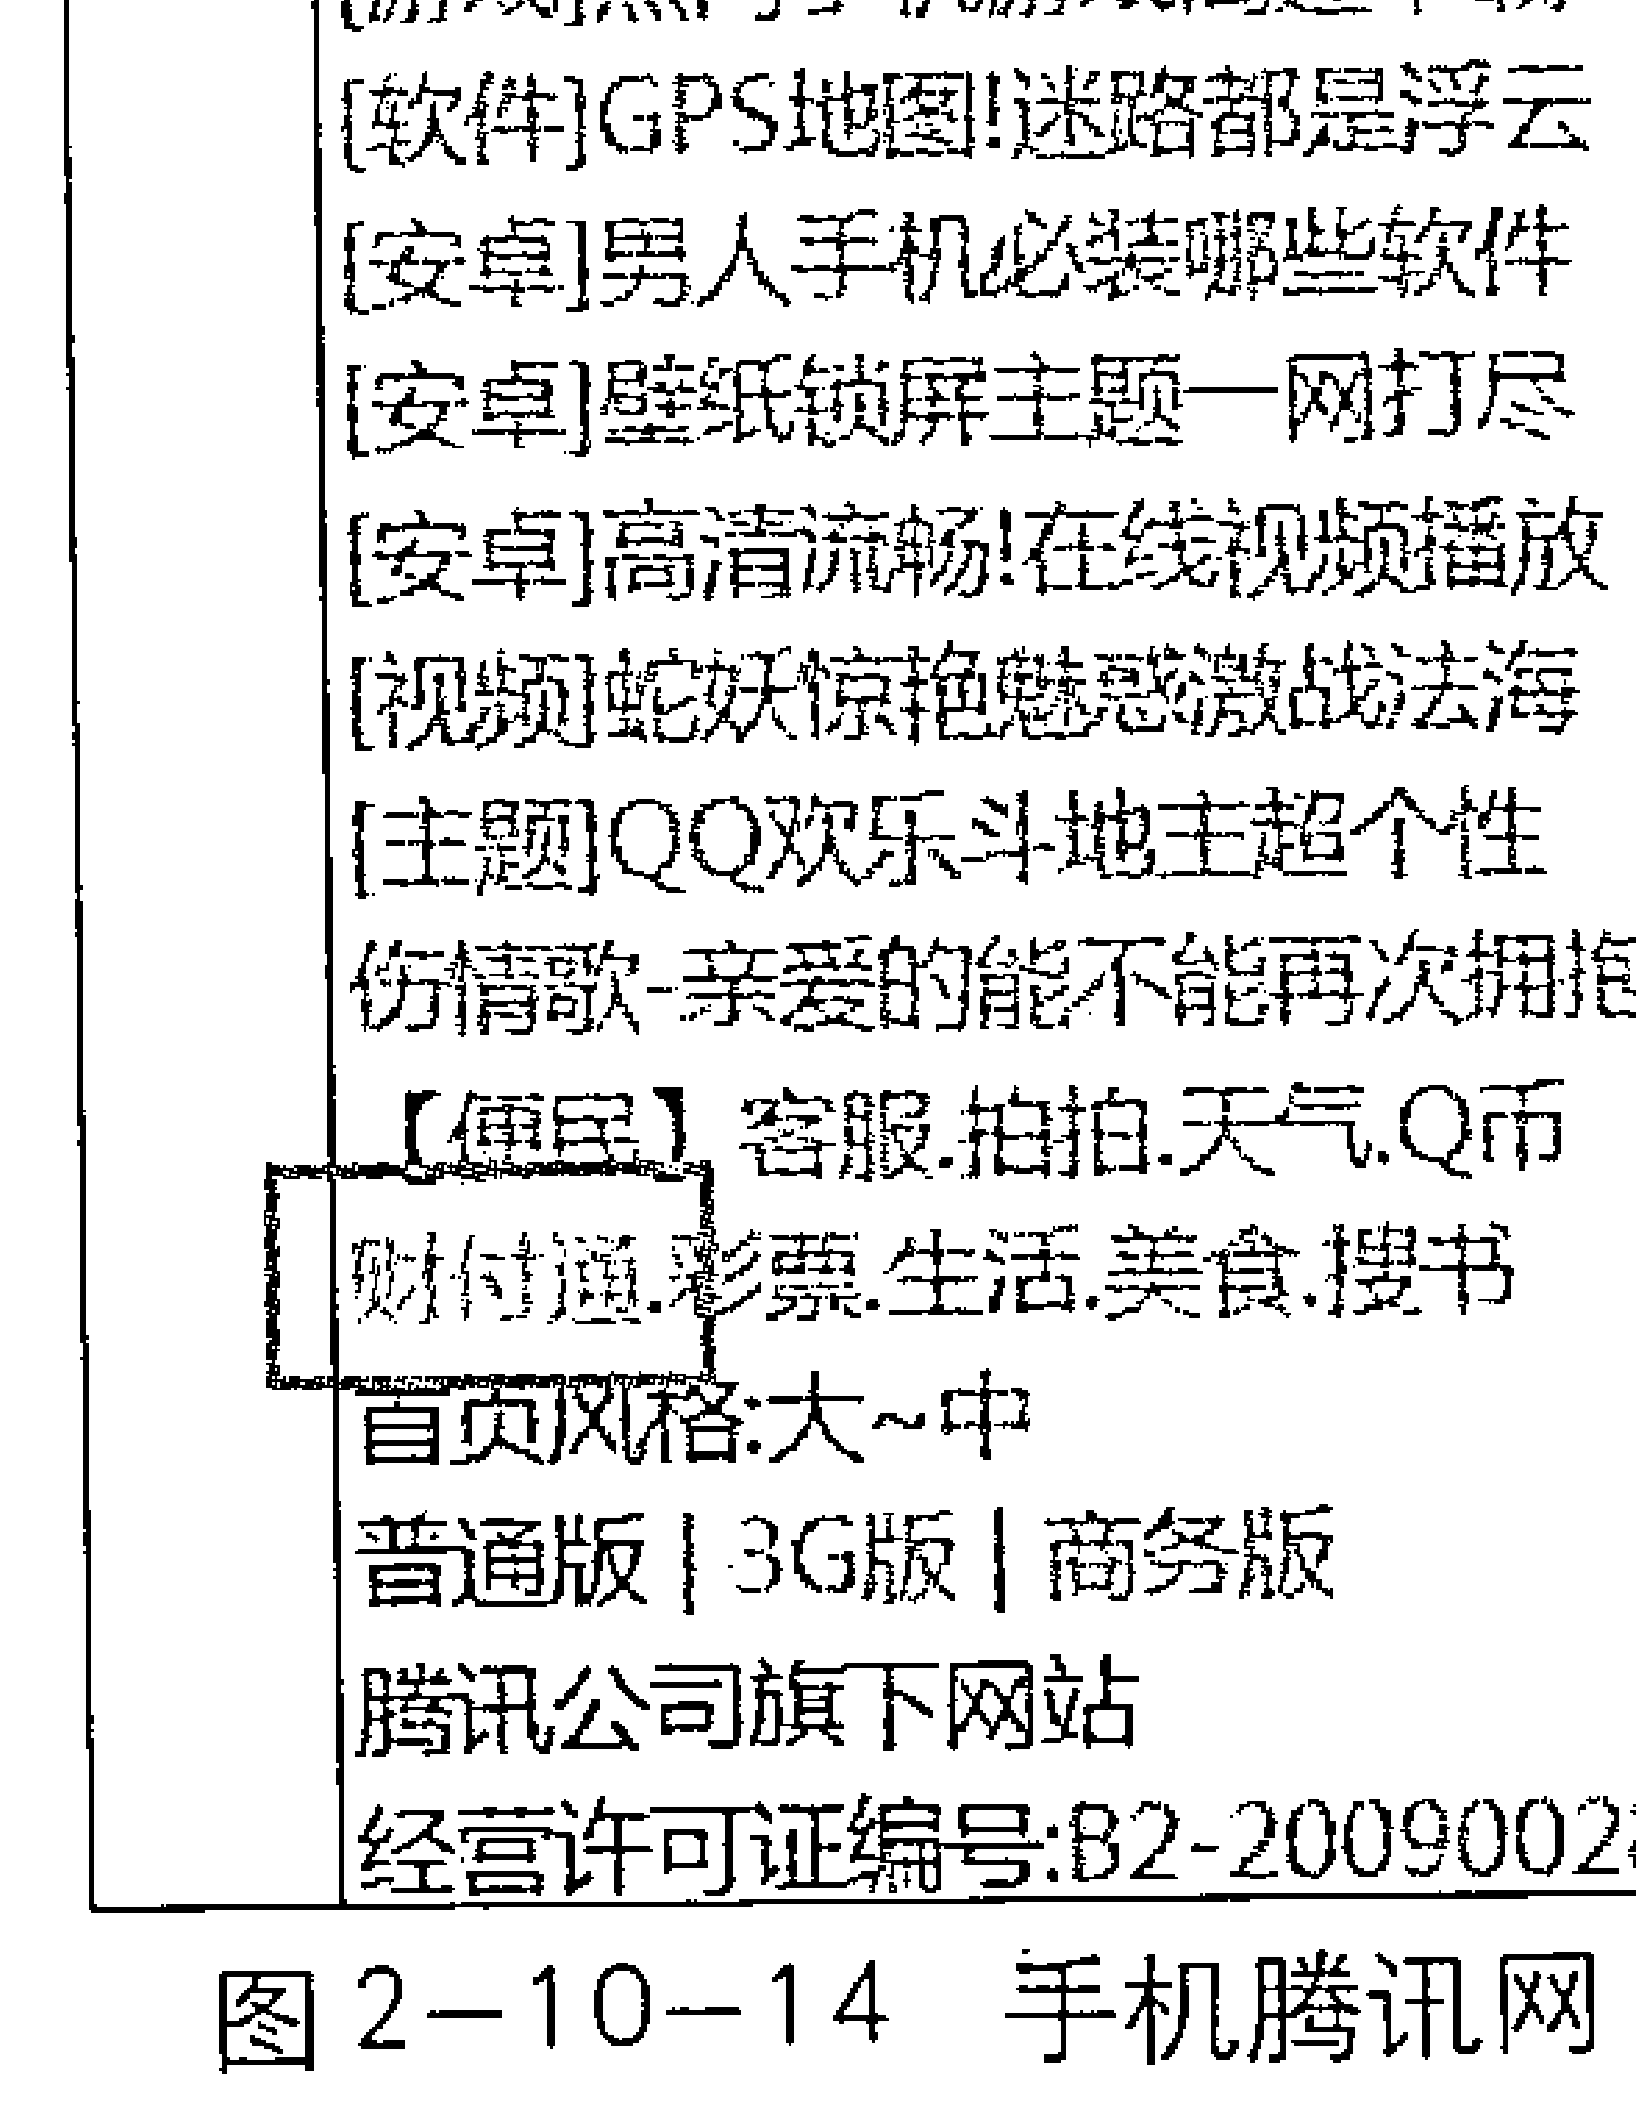 [软件]GPS地图!迷路都是浮云
[安卓]男人手机必装哪些软件
[安卓]壁纸锁屏主题一网打尽
[安卓]高清流畅!在线视频播放
[视频]蛇妖惊艳魅惑激战法海
[主题]QQ欢乐斗地主超个性
伤情歌-亲爱的能不能再次拥抱
【便民】客服.拍拍.天气.Q币
财付通.彩票.生活.美食.搜书
首页风格:大~中
普通版|3G版|商务版
腾讯公司旗下网站
经营许可证编号:B2-2009002
图2-10-14 手机腾讯网